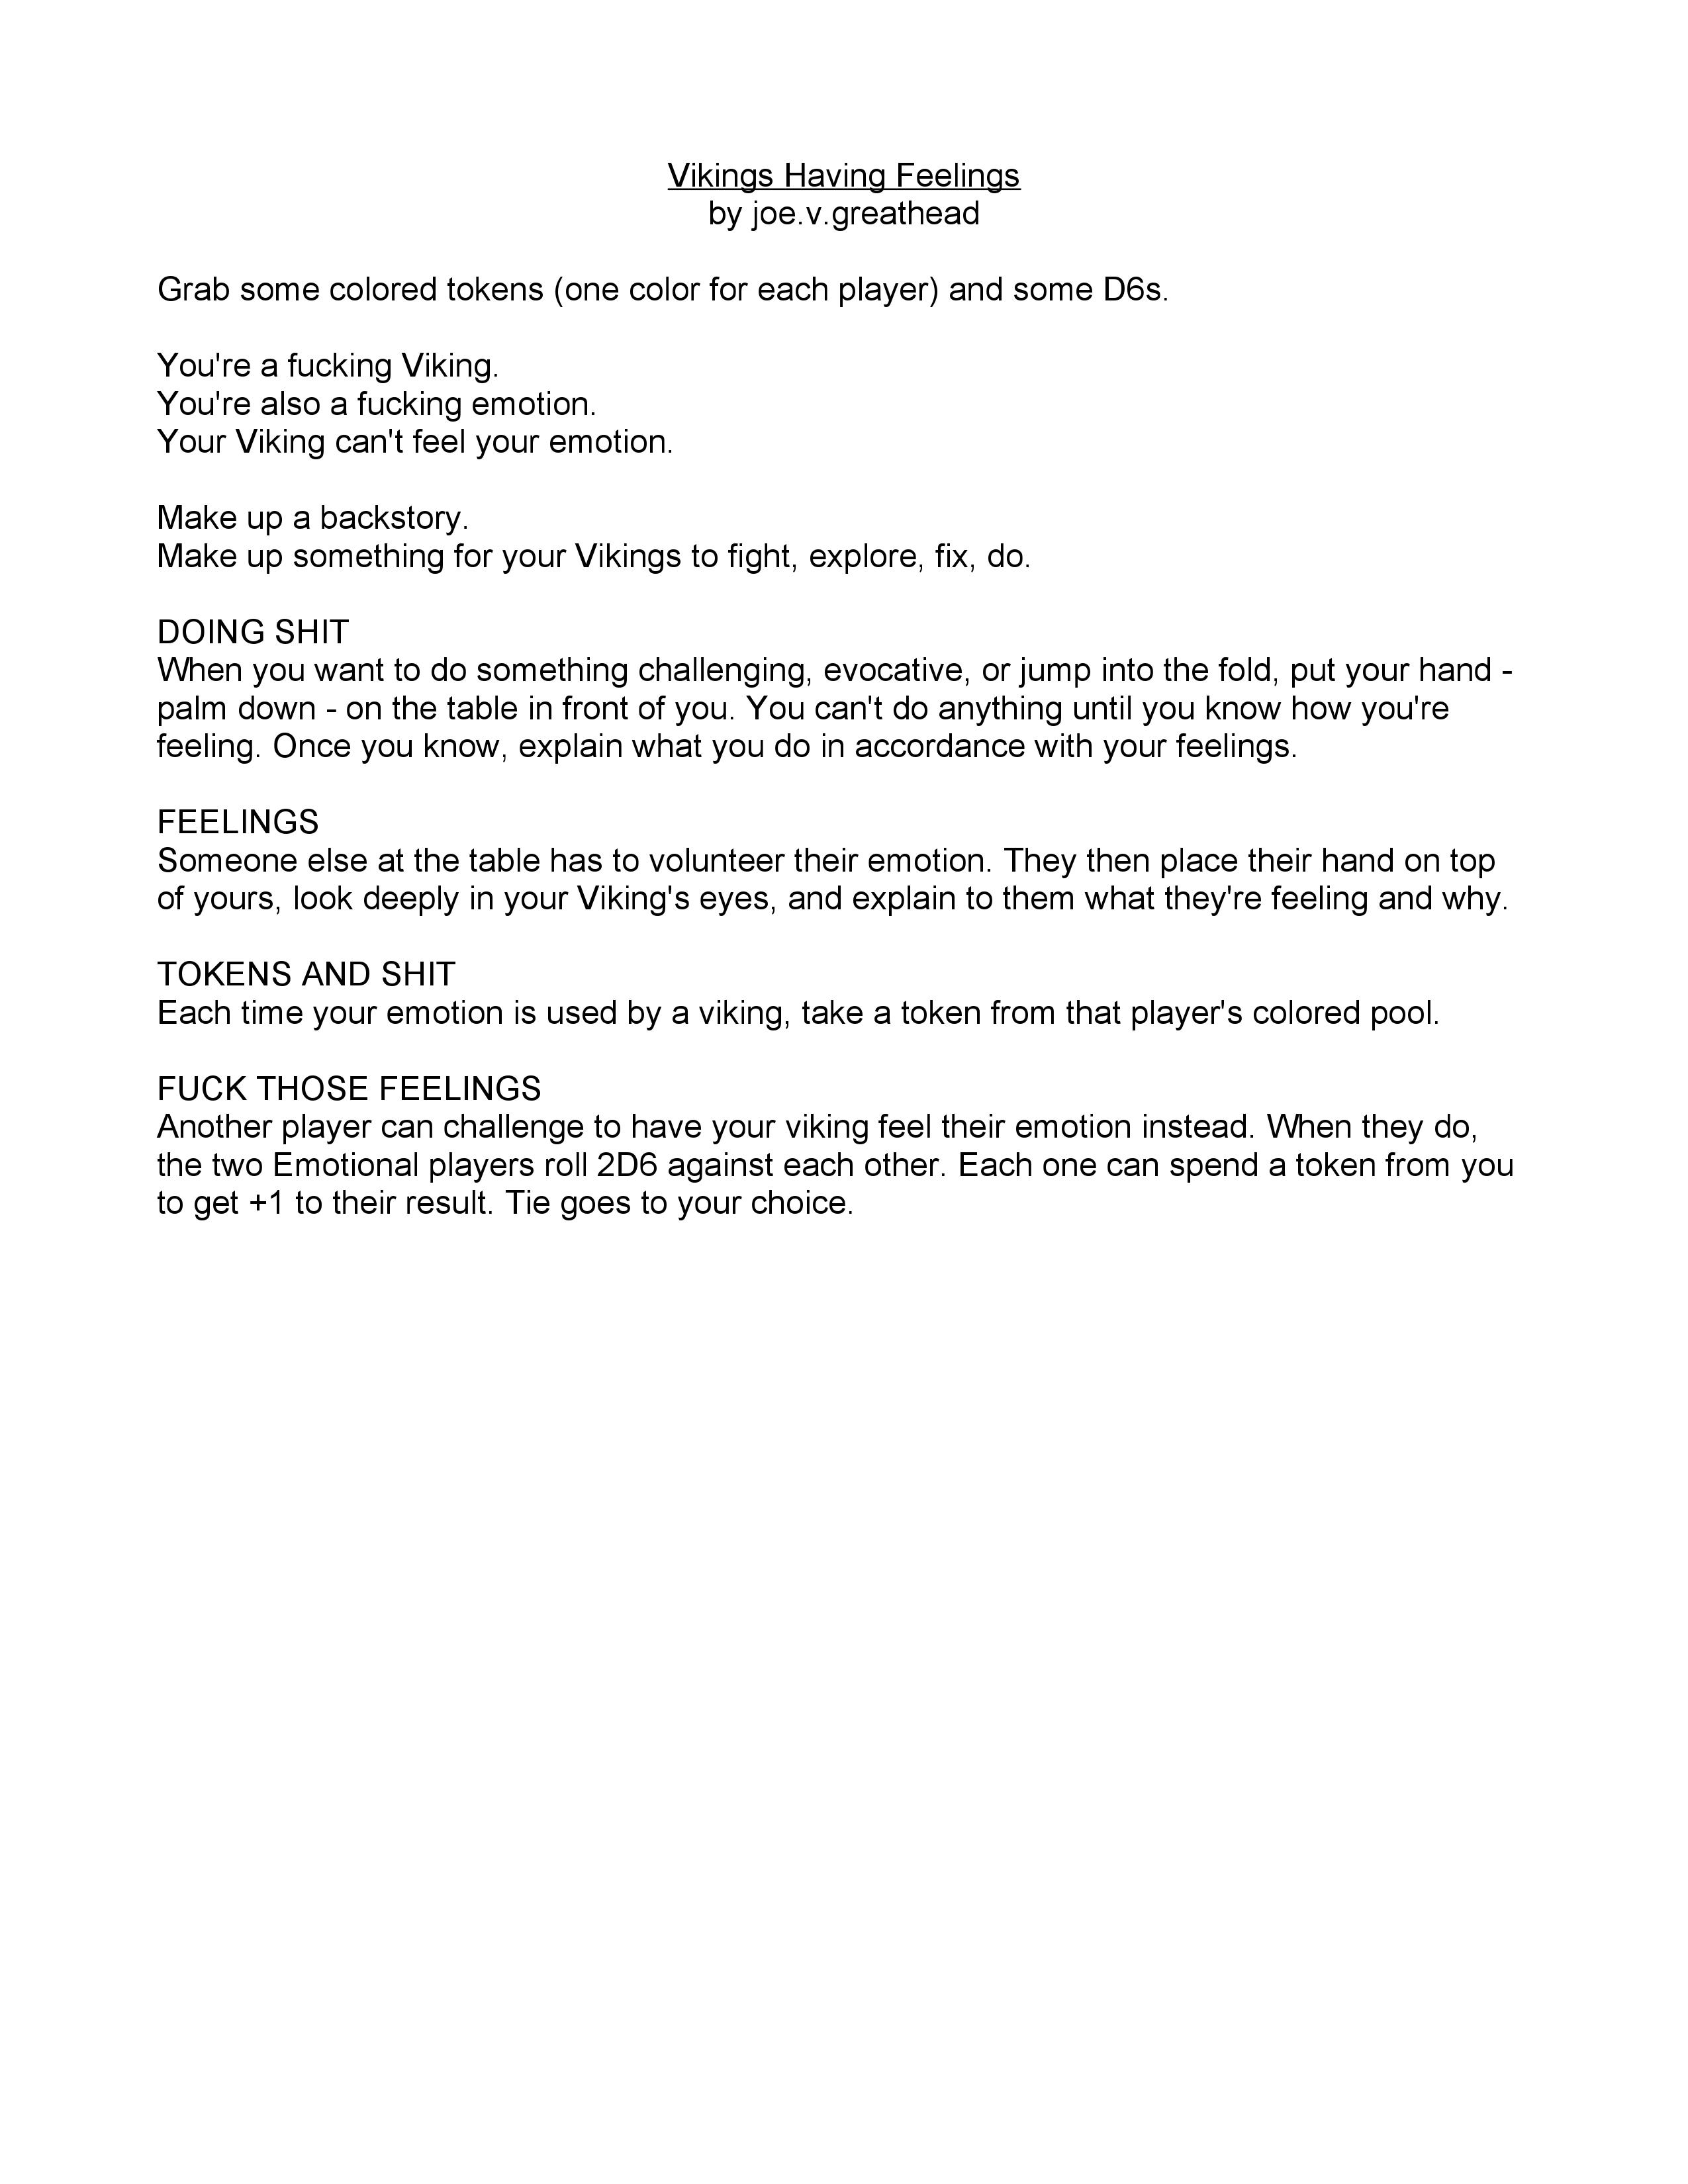 Vikings Having Feelings
by joe.v.greathead
Grab some colored tokens (one color for each player) and some D6s.
You're a fucking Viking.
You're also a fucking emotion.
Your Viking can't feel your emotion.
Make up a backstory.
Make up something for your Vikings to fight, explore, fix, do.
DOING SHIT
When you want to do something challenging, evocative, or jump into the fold, put your hand -
palm down - on the table in front of you. You can't do anything until you know how you're
feeling. Once you know, explain what you do in accordance with your feelings.
FEELINGS
Someone else at the table has to volunteer their emotion. They then place their hand on top
of yours, look deeply in your Viking's eyes, and explain to them what they're feeling and why.
TOKENS AND SHIT
Each time your emotion is used by a viking, take a token from that player's colored pool.
FUCK THOSE FEELINGS
Another player can challenge to have your viking feel their emotion instead. When they do,
the two Emotional players roll 2D6 against each other. Each one can spend a token from you
to get +1 to their result. Tie goes to your choice.